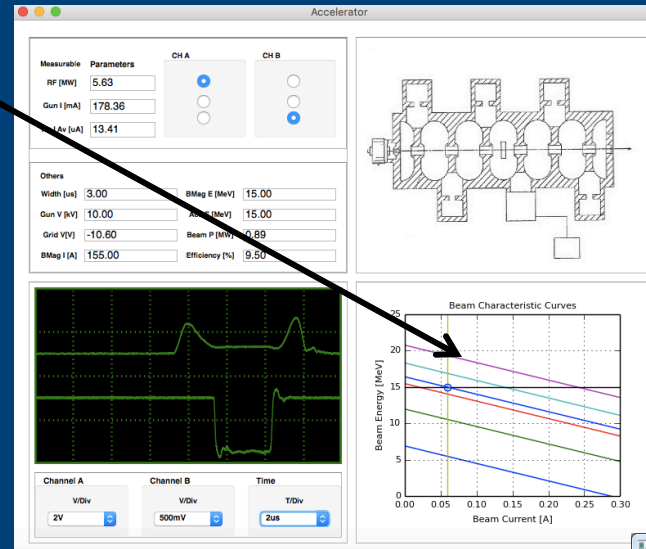 Accelerator
Measurable Parameters
CH A
CH B
RF [MW] 5.63
Gun I [mA] 178.36
I Av [uA] 13.41
Others
Width [us] 3.00
BMag E [MeV] 15.00
Gun V [kV] 10.00
[MeV] 15.00
Grid V[V] -10.60
Beam P [MW] 0.89
BMag I [A] 155.00
Efficiency [%] 9.50
Channel A
Channel B
Time
V/Div
V/Div
T/Div
2V
500mV
2us
Beam Characteristic Curves
Beam Energy [MeV]
25
20
15
10
5
0
0.00 0.05 0.10 0.15 0.20 0.25 0.30
Beam Current [A]